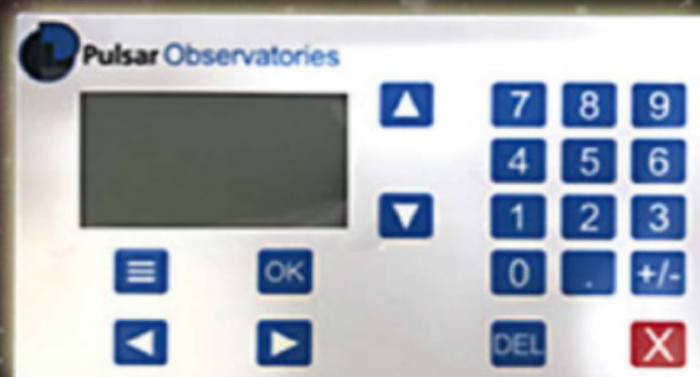 Pulsar Observatories
7 8 9
4 5 6
1 2 3
OK 0 . +/-
DEL X